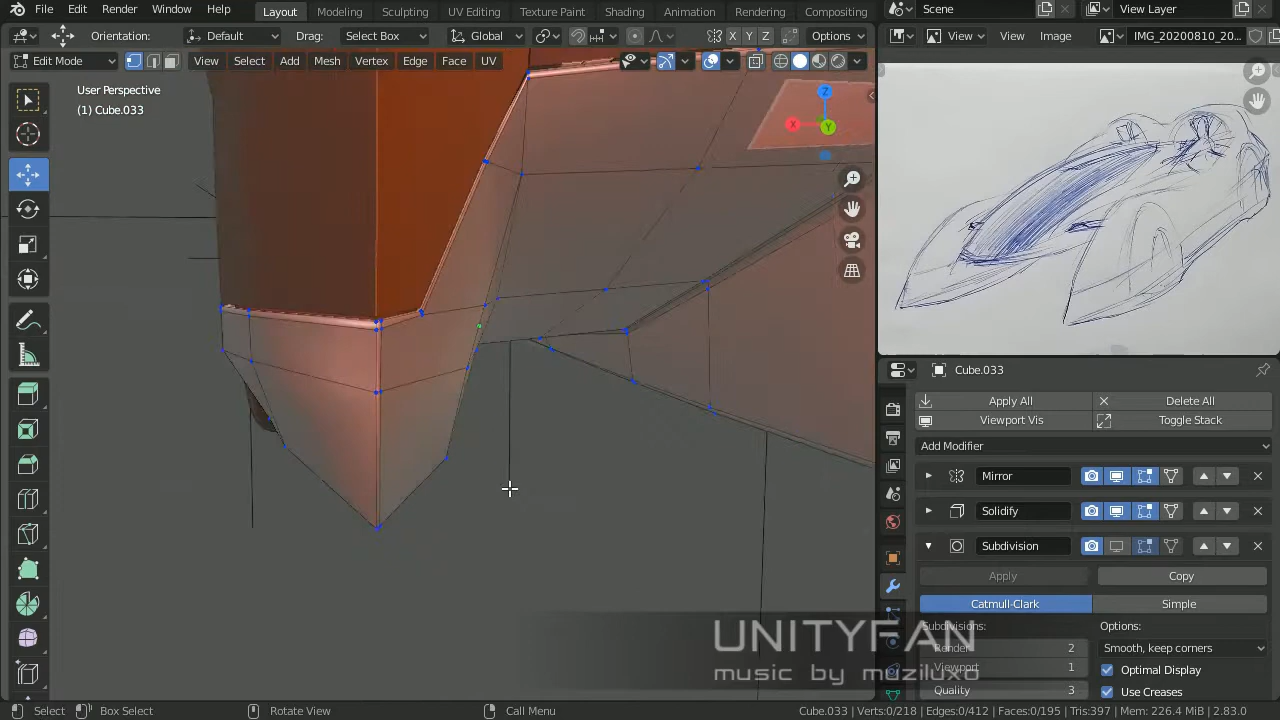 File Edit Render Window Help Layout Modeling Sculpting UV Editing Texture Paint Shading Animation Rendering Compositing Scene View Layer
Orientation: Default Drag: Select Box Global X Y Z Options View View Image IMG_20200810_20...
Edit Mode View Select Add Mesh Vertex Edge Face UV
User Perspective
(1) Cube.033
Z
X Y
Cube.033
Apply All Delete All
Viewport Vis Toggle Stack
Add Modifier
Mirror
Solidify
Subdivision
Apply Copy
Catmull-Clark Simple
Subdivisions: Options:
Render 2 Smooth, keep corners
Viewport 1 Optimal Display
Quality 3 Use Creases
UNITYFAN
music by muziluxo
Select Box Select Rotate View Call Menu Cube.033 | Verts:0/218 | Edges:0/412 | Faces:0/195 | Tris:397 | Mem: 226.4 MiB | 2.83.0